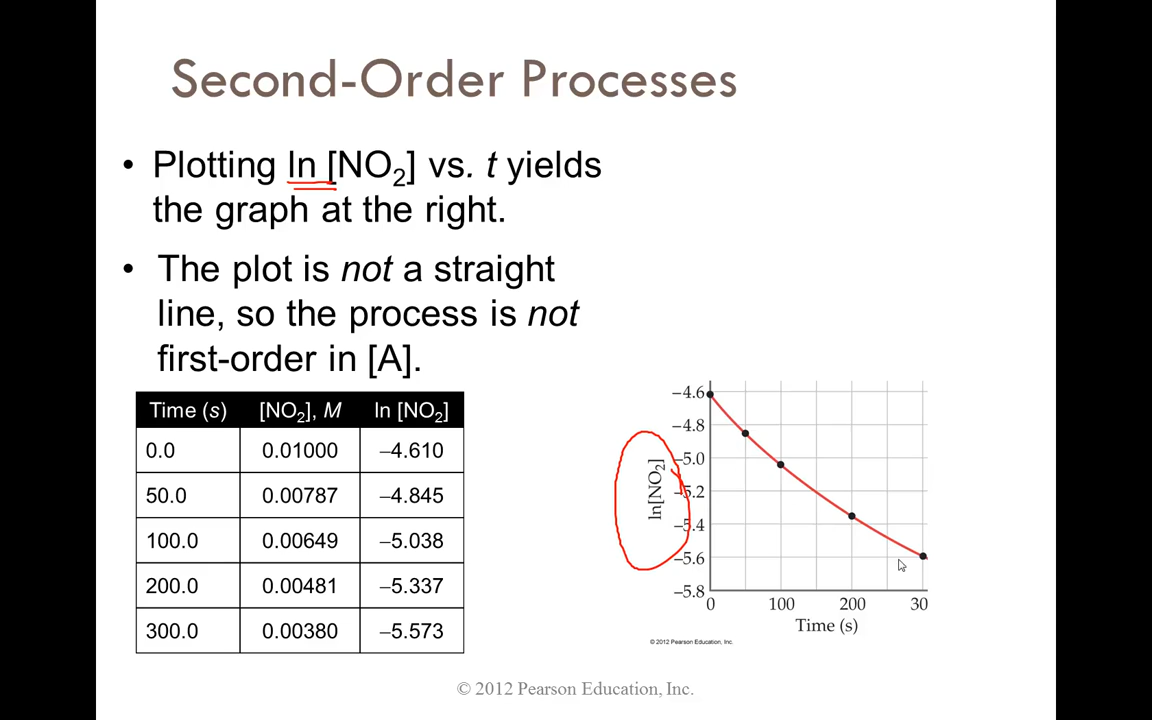 Second-Order Processes
• Plotting ln [NO₂] vs. t yields
the graph at the right.
• The plot is not a straight
line, so the process is not
first-order in [A].
Time (s) [NO₂], M ln [NO₂]
0.0 0.01000 –4.610
50.0 0.00787 –4.845
100.0 0.00649 –5.038
200.0 0.00481 –5.337
300.0 0.00380 –5.573
ln[NO₂]
–4.6
–4.8
–5.0
–5.2
–5.4
–5.6
–5.8
0 100 200 30
Time (s)
© 2012 Pearson Education, Inc.
© 2012 Pearson Education, Inc.